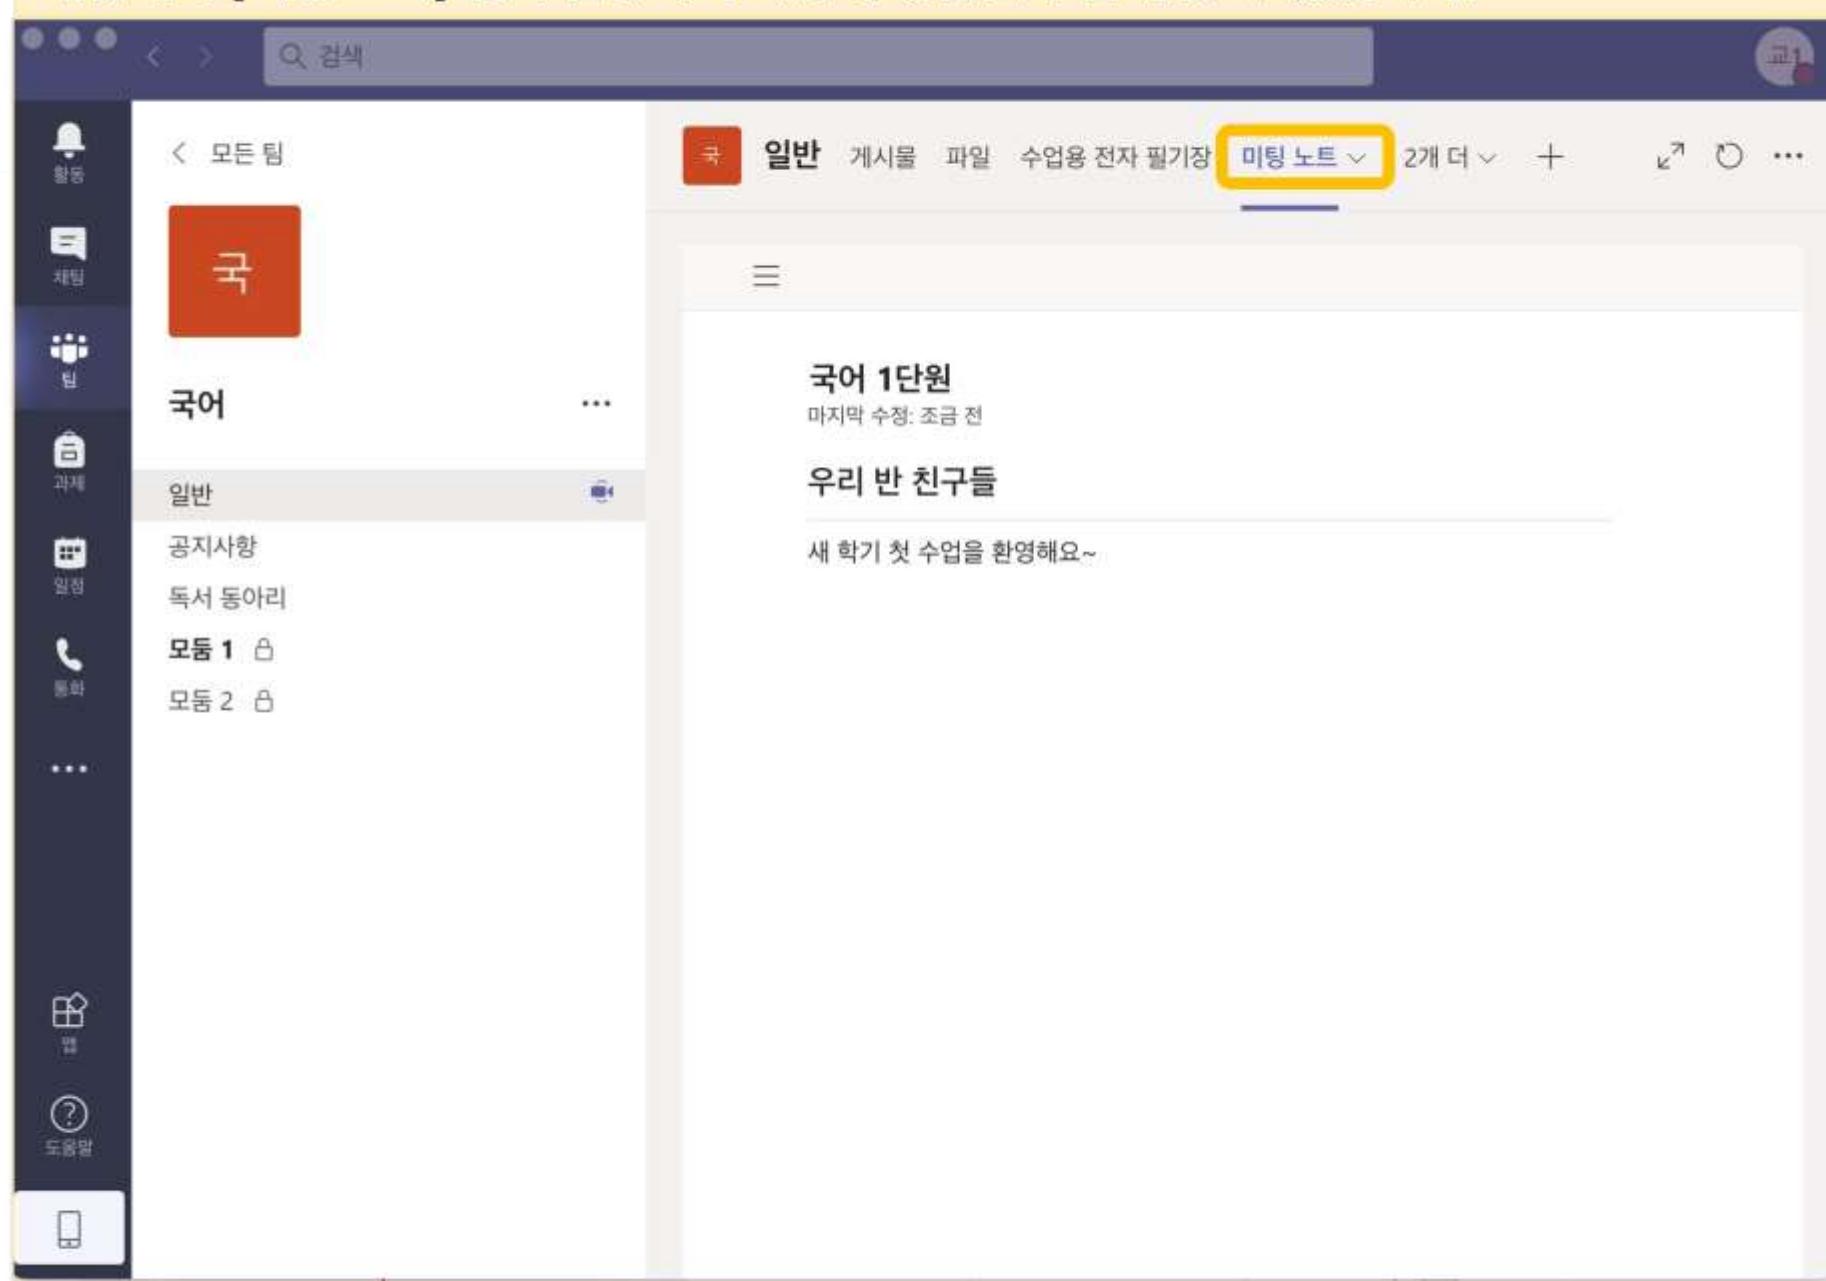 검색
교1
활동
채팅
팀
과제
일정
통화
앱
도움말
모든 팀
국
국어
일반
공지사항
독서 동아리
모둠 1
모둠 2
국 일반 게시물 파일 수업용 전자 필기장 미팅 노트 2개 더
국어 1단원
마지막 수정: 조금 전
우리 반 친구들
새 학기 첫 수업을 환영해요~